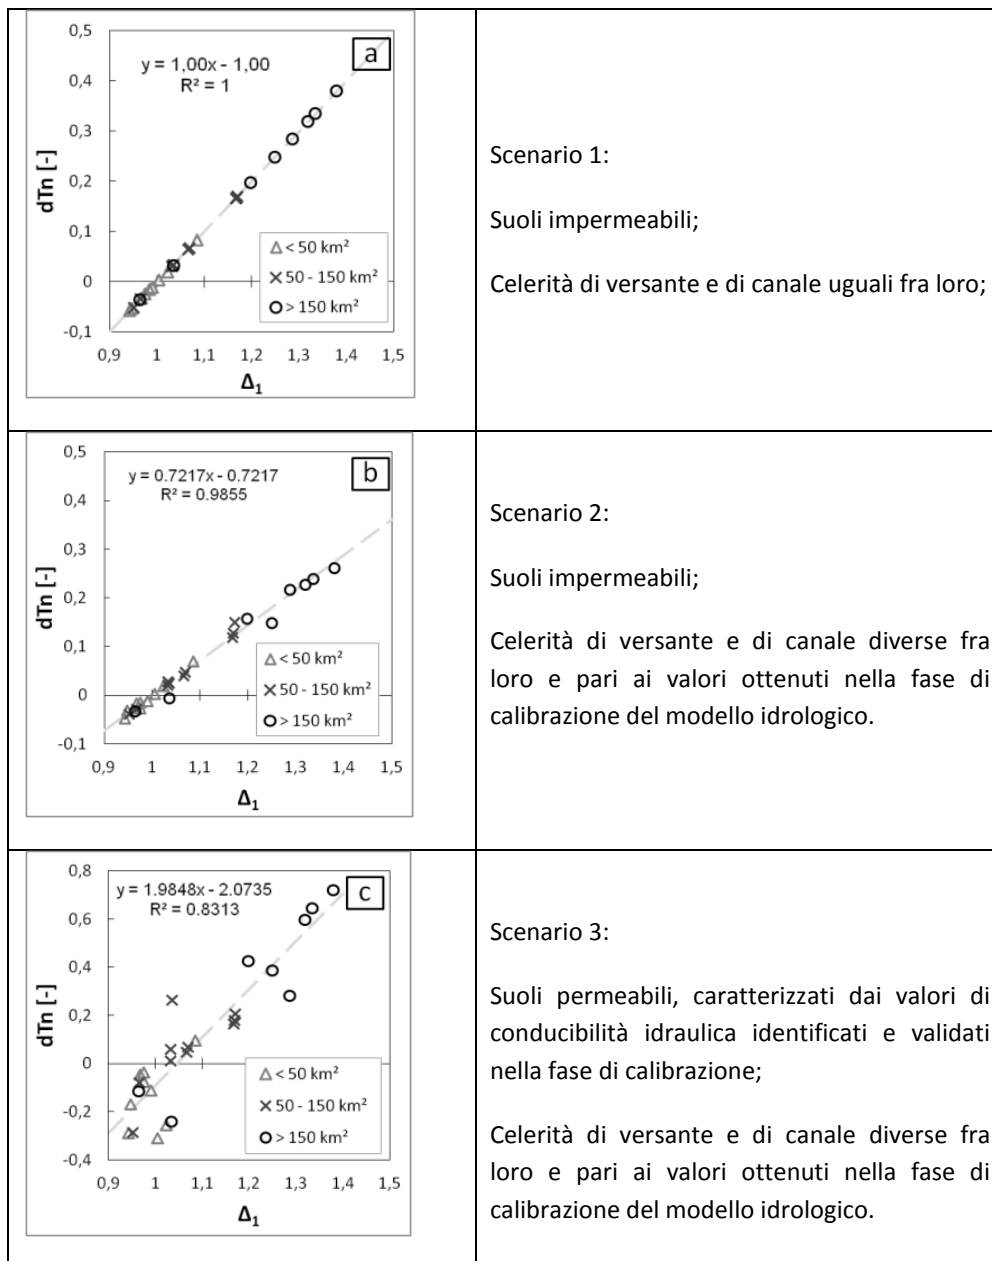 0,5
0,4
0,3
0,2
0,1
0
-0,1
dTn [-]
y = 1,00x - 1,00
R² = 1
a
< 50 km²
50 - 150 km²
> 150 km²
0,9 1 1,1 1,2 1,3 1,4 1,5
Δ₁
Scenario 1:
Suoli impermeabili;
Celerità di versante e di canale uguali fra loro;
0,5
0,4
0,3
0,2
0,1
0
-0,1
dTn [-]
y = 0.7217x - 0.7217
R² = 0.9855
b
< 50 km²
50 - 150 km²
> 150 km²
0,9 1 1,1 1,2 1,3 1,4 1,5
Δ₁
Scenario 2:
Suoli impermeabili;
Celerità di versante e di canale diverse fra
loro e pari ai valori ottenuti nella fase di
calibrazione del modello idrologico.
0,8
0,6
0,4
0,2
0
-0,2
-0,4
dTn [-]
y = 1.9848x - 2.0735
R² = 0.8313
c
< 50 km²
50 - 150 km²
> 150 km²
0,9 1 1,1 1,2 1,3 1,4 1,5
Δ₁
Scenario 3:
Suoli permeabili, caratterizzati dai valori di
conducibilità idraulica identificati e validati
nella fase di calibrazione;
Celerità di versante e di canale diverse fra
loro e pari ai valori ottenuti nella fase di
calibrazione del modello idrologico.